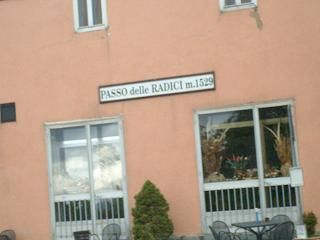 PASSO delle RADICI m.1529